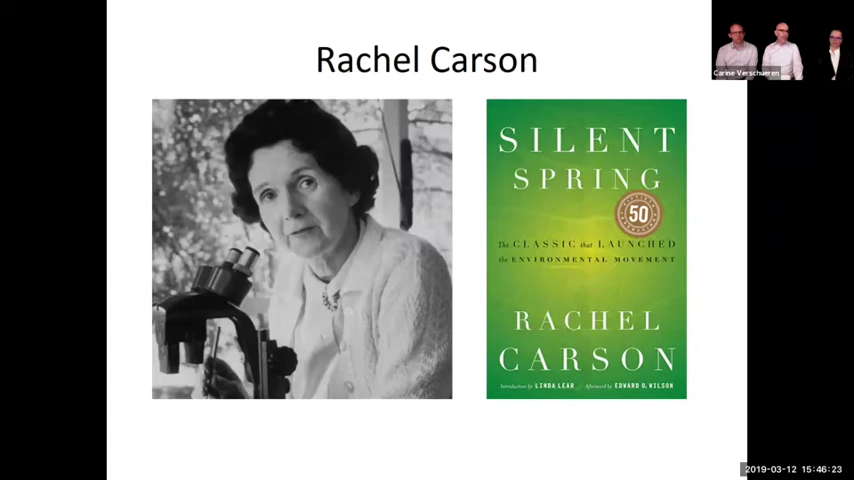 Rachel Carson
Carine Verschueren
SILENT
SPRING
50
The CLASSIC that LAUNCHED
the ENVIRONMENTAL MOVEMENT
RACHEL
CARSON
Introduction by LINDA LEAR / Afterword by EDWARD O. WILSON
2019-03-12 15:46:23